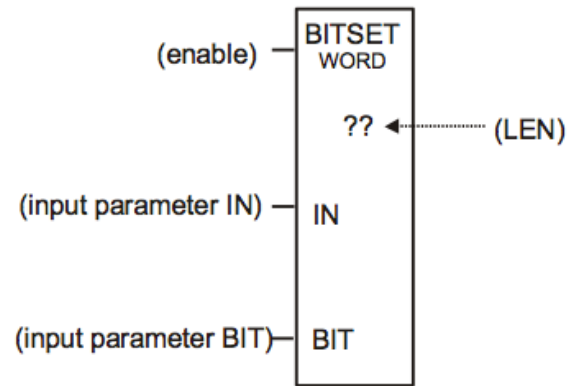 BITSET
(enable)
WORD
?? (LEN)
(input parameter IN) IN
(input parameter BIT) BIT